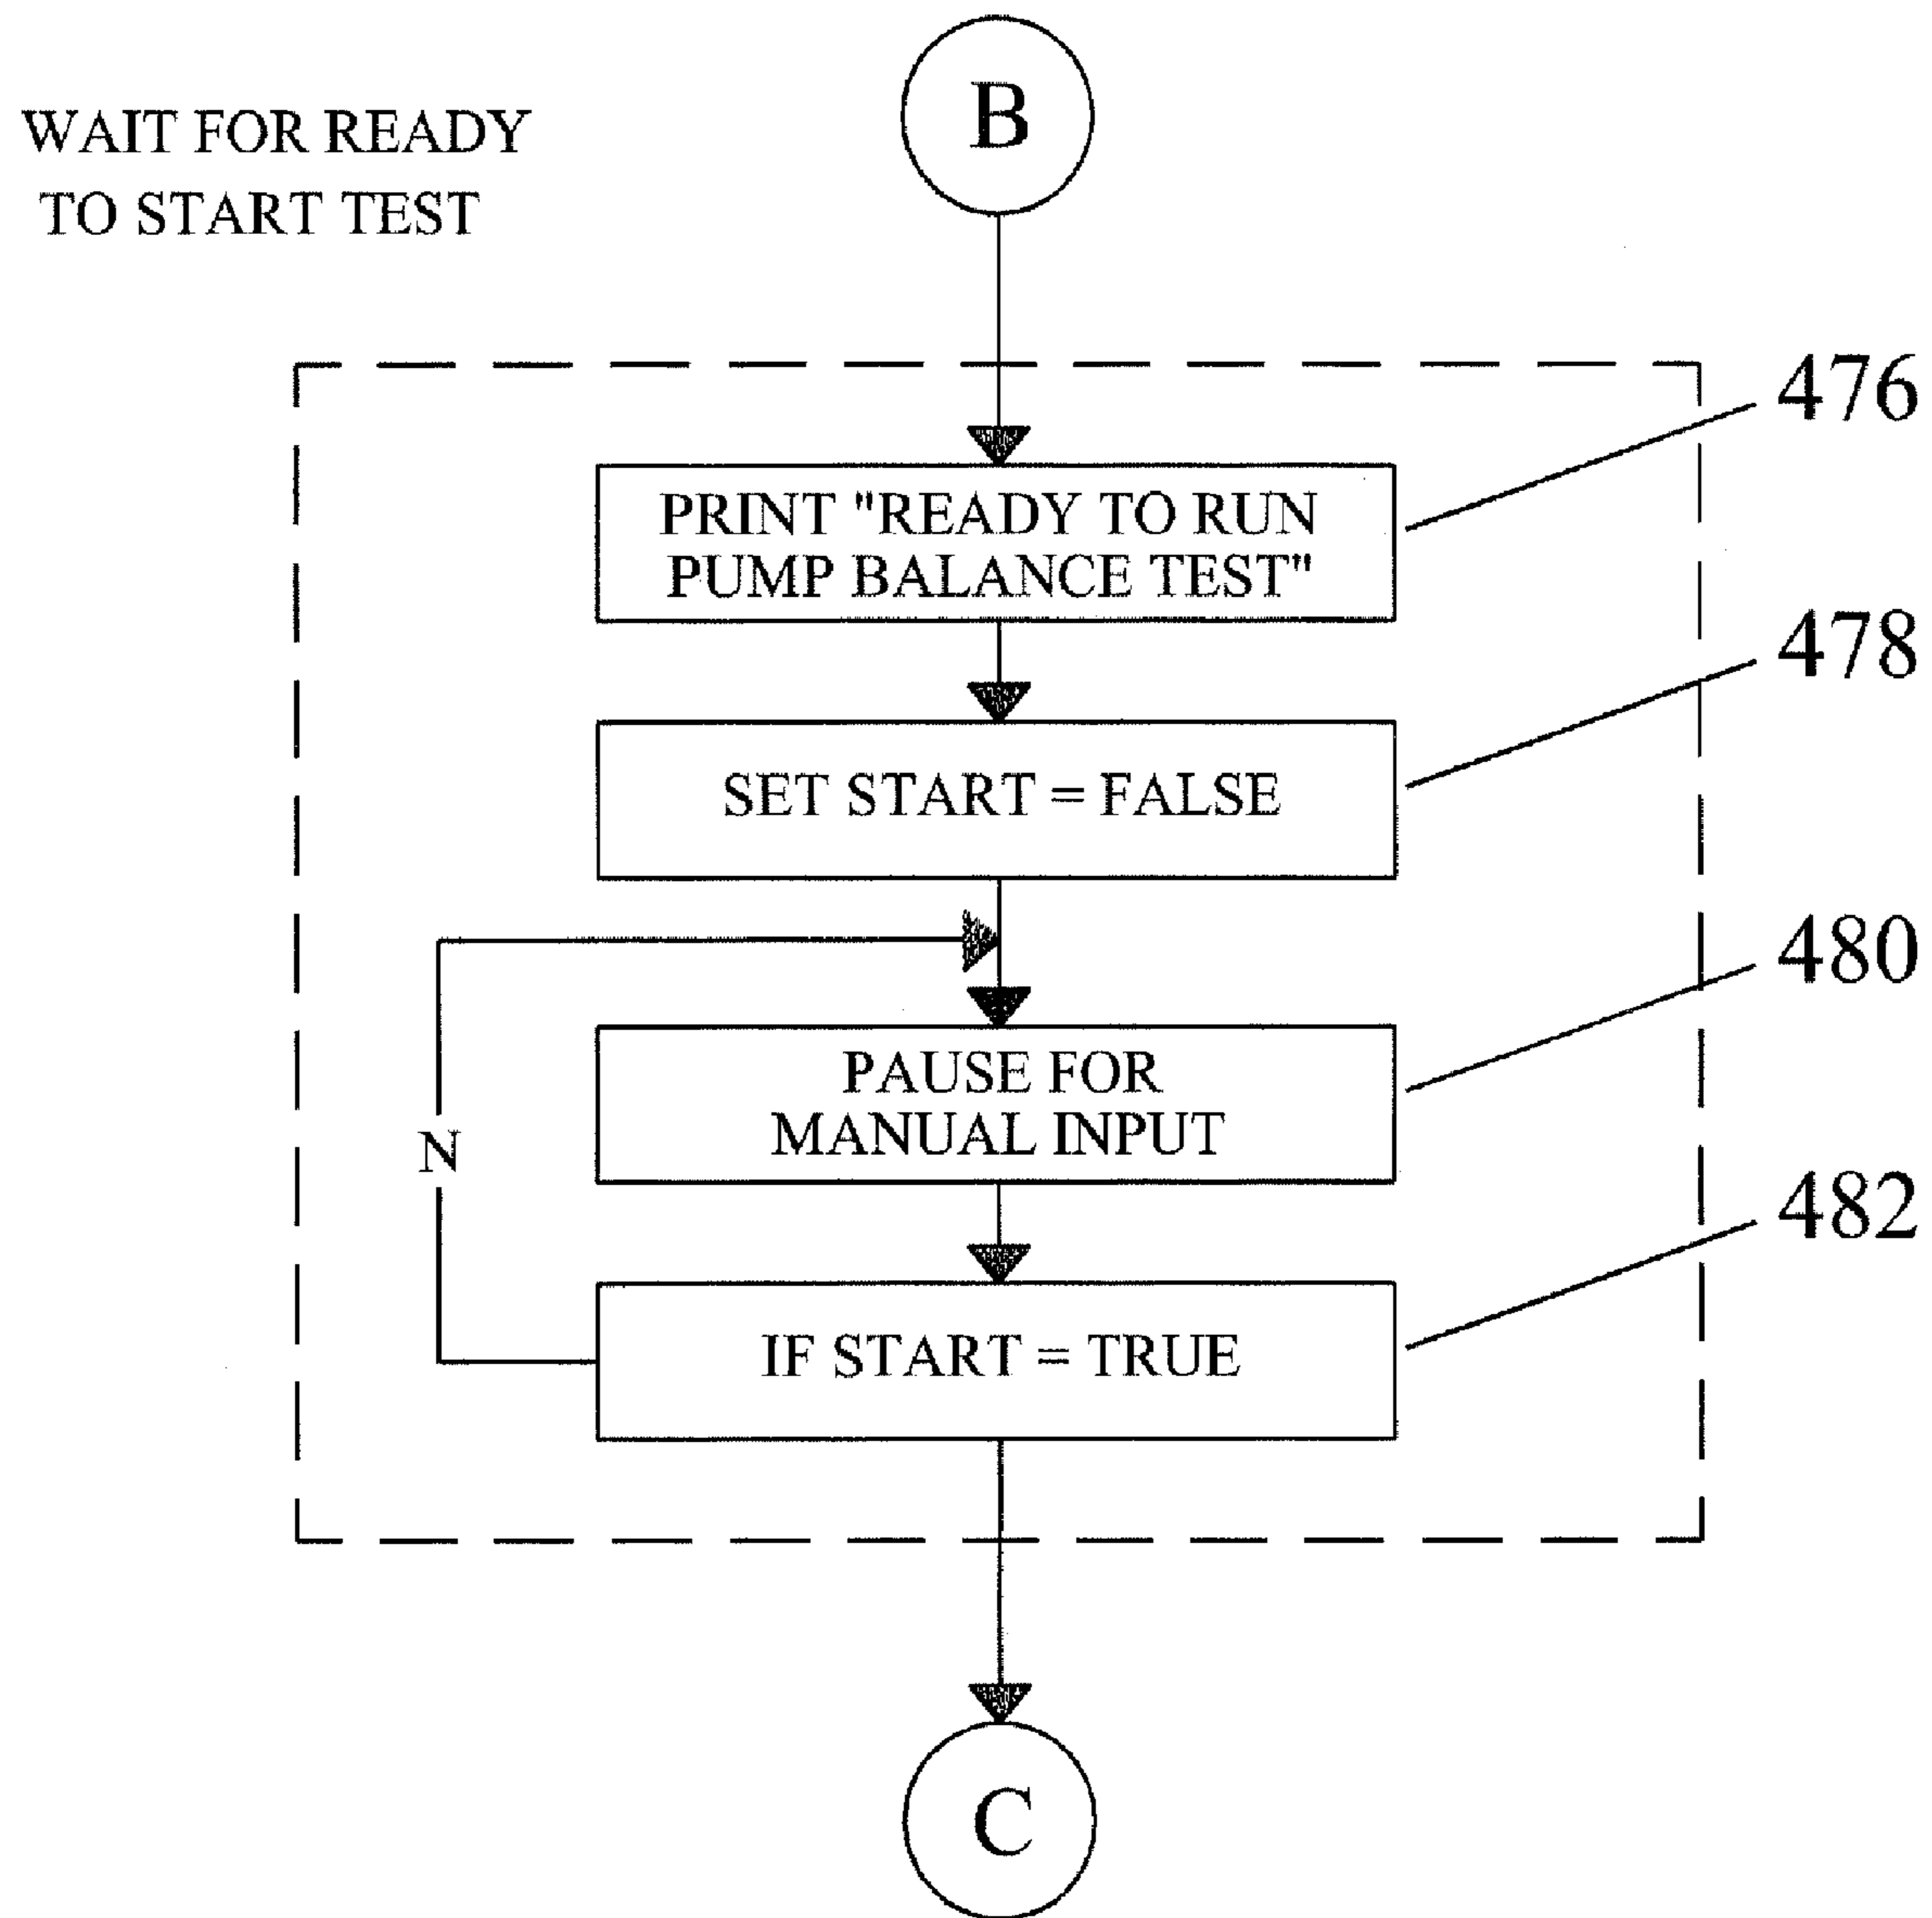 B
WAIT FOR READY
TO START TEST
476
PRINT "READY TO RUN
PUMP BALANCE TEST"
478
SET START = FALSE
480
PAUSE FOR
MANUAL INPUT
N
482
IF START = TRUE
C